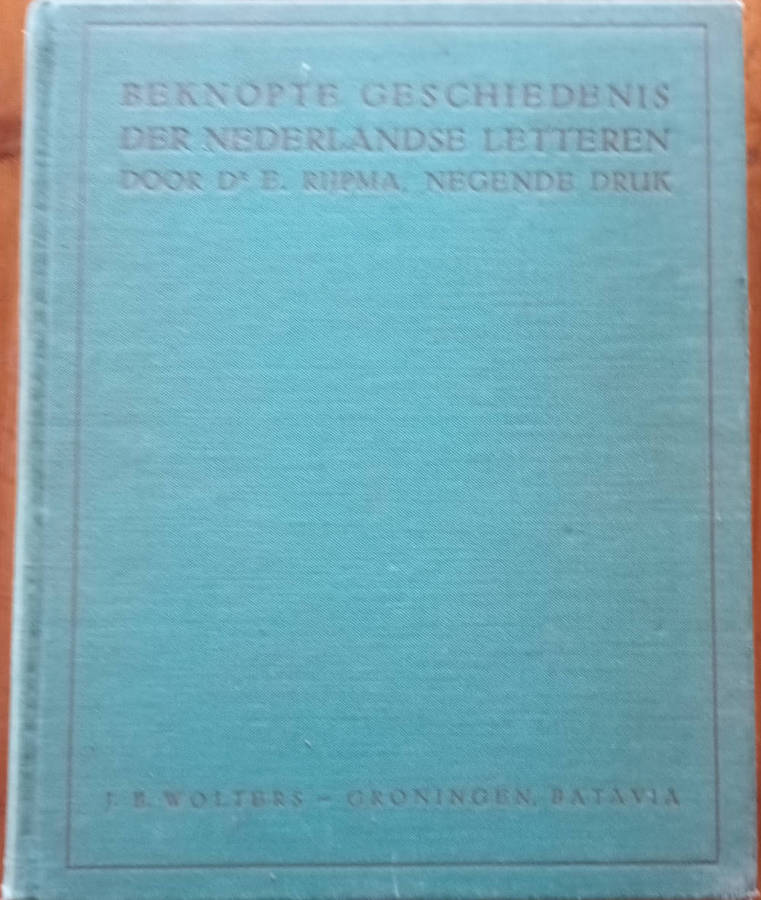 BEKNOPTE GESCHIEDENIS
DER NEDERLANDSE LETTEREN
DOOR Dr E. RIJPMA, NEGENDE DRUK
J. B. WOLTERS – GRONINGEN, BATAVIA